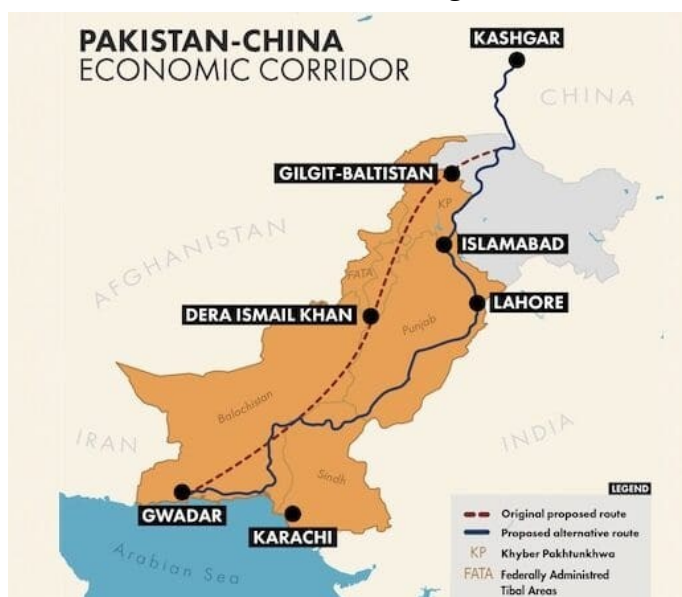 PAKISTAN-CHINA
ECONOMIC CORRIDOR
KASHGAR
CHINA
GILGIT-BALTISTAN
KP
ISLAMABAD
AFGHANISTAN
FATA
LAHORE
DERA ISMAIL KHAN
Punjab
Balochistan
IRAN
INDIA
Sindh
GWADAR
KARACHI
Arabian Sea
LEGEND
Original proposed route
Proposed alternative route
KP Khyber Pakhtunkhwa
FATA Federally Administred
Tibal Areas